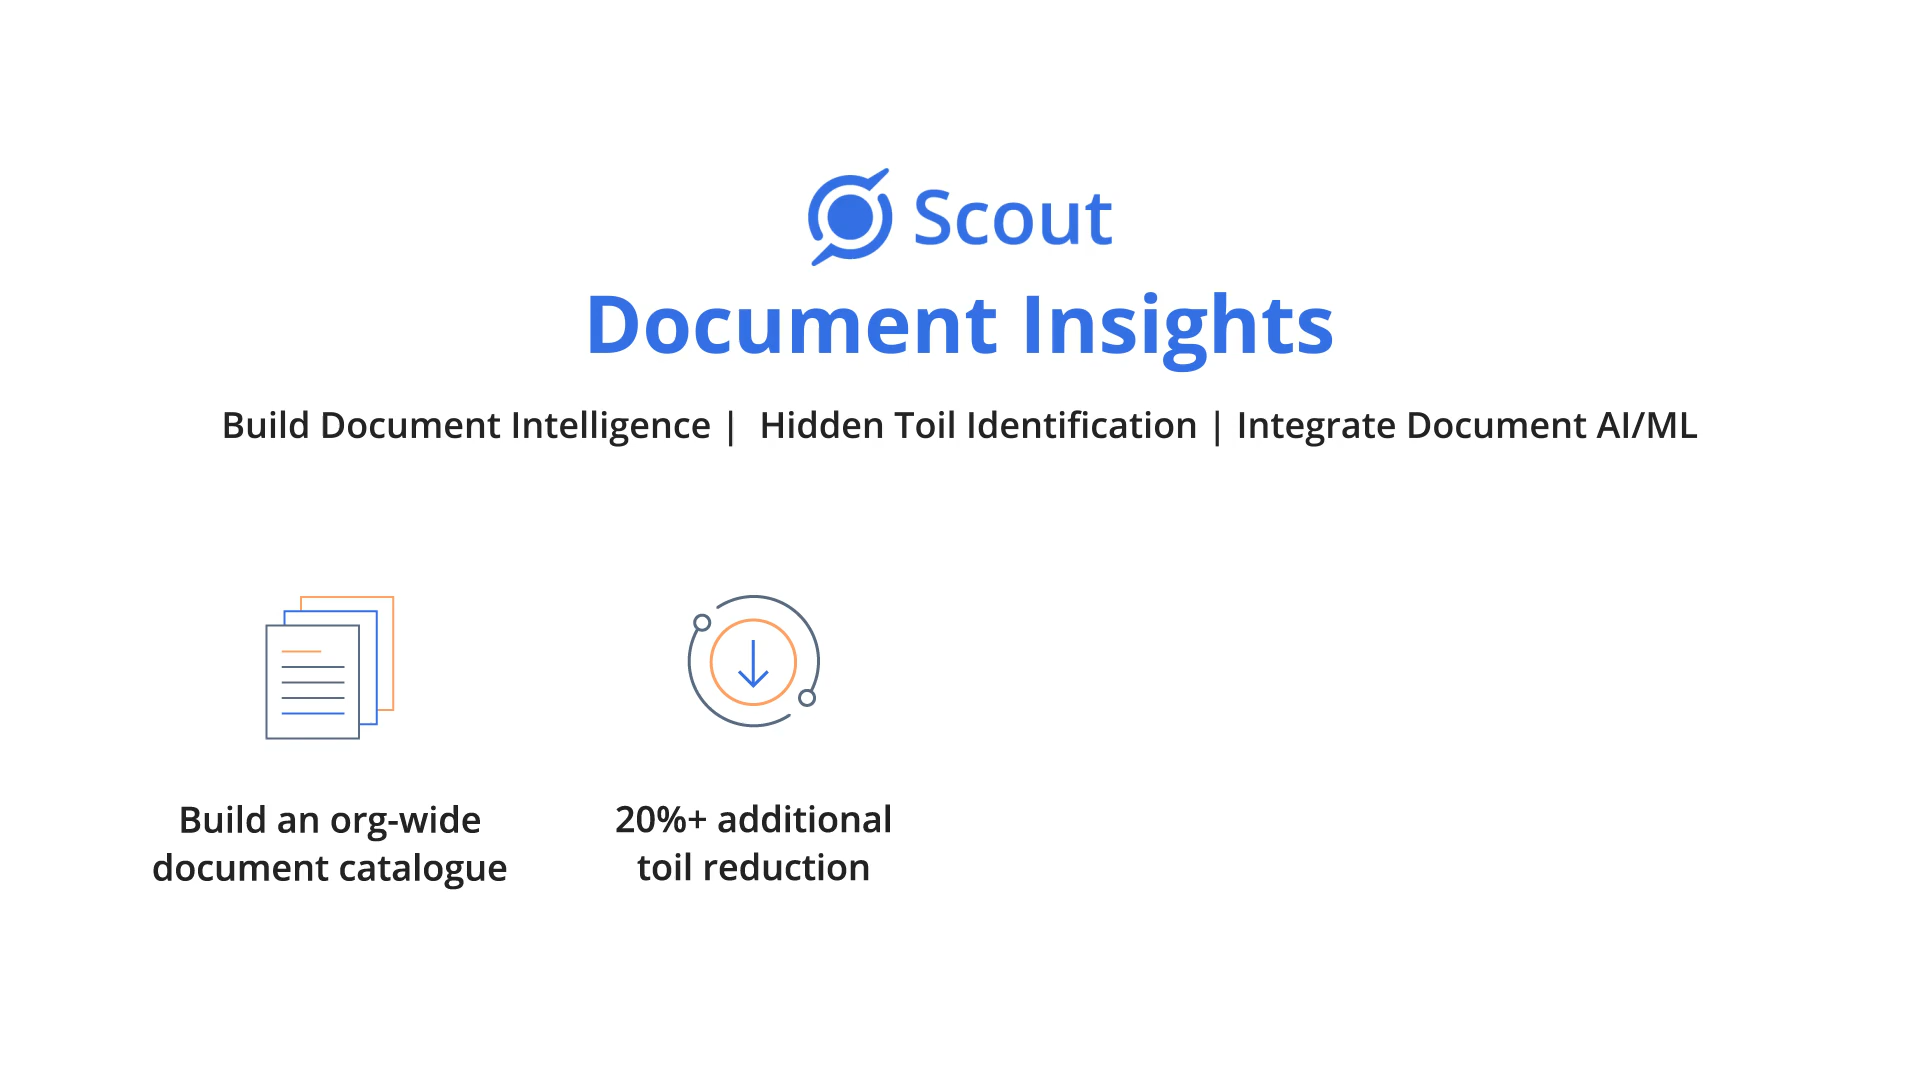 Scout
Document Insights
Build Document Intelligence | Hidden Toil Identification | Integrate Document AI/ML
Build an org-wide
document catalogue
20%+ additional
toil reduction